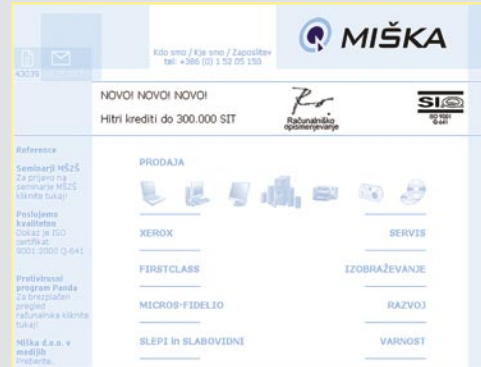 MIŠKA
Kdo smo / Kje smo / Zaposlitev
tel: +386 (0) 1 52 05 150
43039
NOVO! NOVO! NOVO!
Hitri krediti do 300.000 SIT
Računalniško
opismenjevanje
SIQ
ISO 9001
Q-641
Reference
Seminarji MŠZŠ
Za prijavo na
seminarje MŠZŠ
kliknite tukaj!
Poslujemo
kvalitetno
Dokaz je ISO
certifikat
9001:2000 Q-641
Protivirusni
program Panda
Za brezplačen
pregled
računalnika kliknite
tukaj!
Miška d.o.o. v
medijih
Preberite.
PRODAJA
XEROX
SERVIS
FIRSTCLASS
IZOBRAŽEVANJE
MICROS-FIDELIO
RAZVOJ
SLEPI in SLABOVIDNI
VARNOST